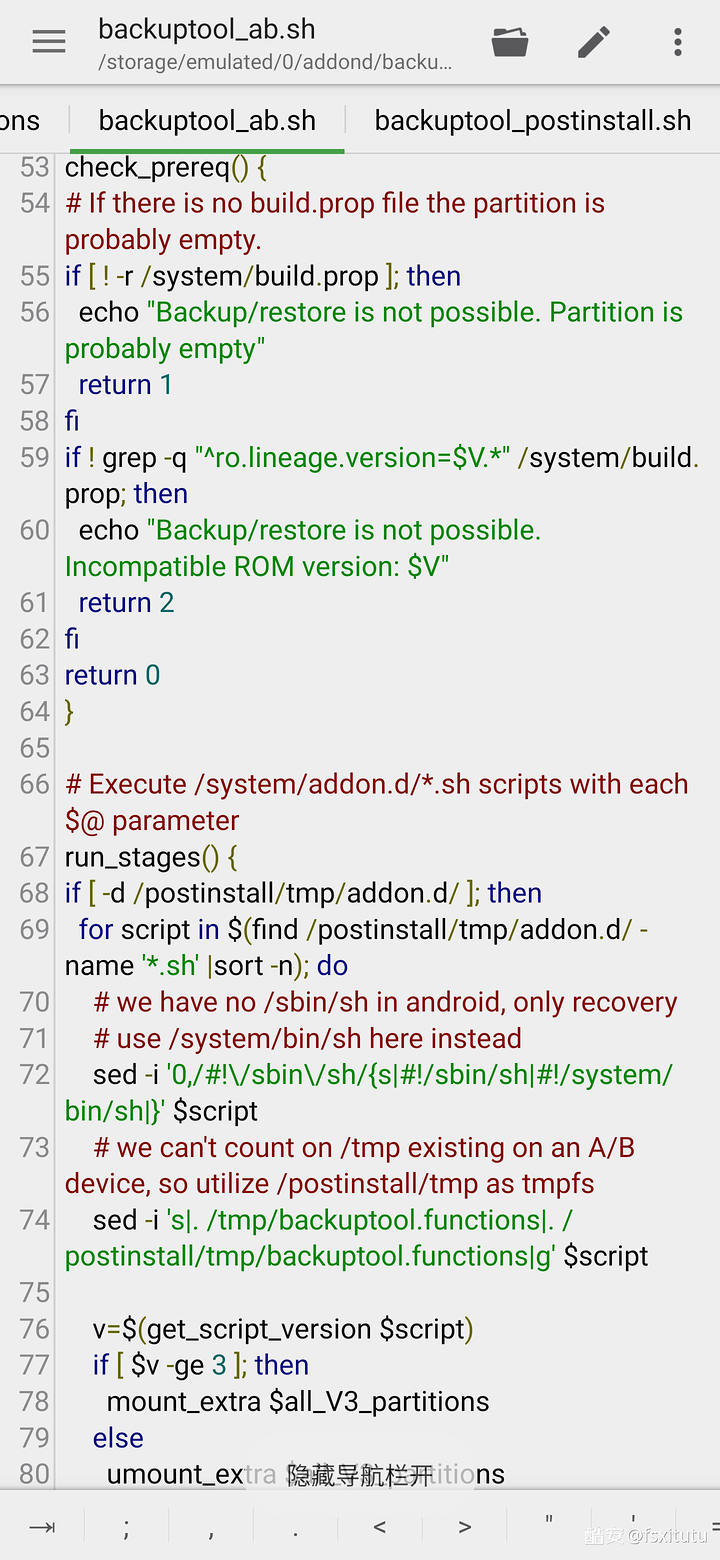 backuptool_ab.sh
/storage/emulated/0/addond/backu...
ons
backuptool_ab.sh
backuptool_postinstall.sh
53 check_prereq() {
54 # If there is no build.prop file the partition is
probably empty.
55 if [ ! -r /system/build.prop ]; then
56   echo "Backup/restore is not possible. Partition is
probably empty"
57   return 1
58 fi
59 if ! grep -q "^ro.lineage.version=$V.*" /system/build.
prop; then
60   echo "Backup/restore is not possible.
Incompatible ROM version: $V"
61   return 2
62 fi
63 return 0
64 }
65
66 # Execute /system/addon.d/*.sh scripts with each
$@ parameter
67 run_stages() {
68 if [ -d /postinstall/tmp/addon.d/ ]; then
69   for script in $(find /postinstall/tmp/addon.d/ -
name '*.sh' |sort -n); do
70     # we have no /sbin/sh in android, only recovery
71     # use /system/bin/sh here instead
72     sed -i '0,/#!\/sbin\/sh/{s|#!/sbin/sh|#!/system/
bin/sh|}' $script
73     # we can't count on /tmp existing on an A/B
device, so utilize /postinstall/tmp as tmpfs
74     sed -i 's|. /tmp/backuptool.functions|. /
postinstall/tmp/backuptool.functions|g' $script
75
76     v=$(get_script_version $script)
77     if [ $v -ge 3 ]; then
78       mount_extra $all_V3_partitions
79     else
80       umount_extra $all_V3_partitions
隐藏导航栏开
; , . < > " ' =
酷安 @fsxitutu